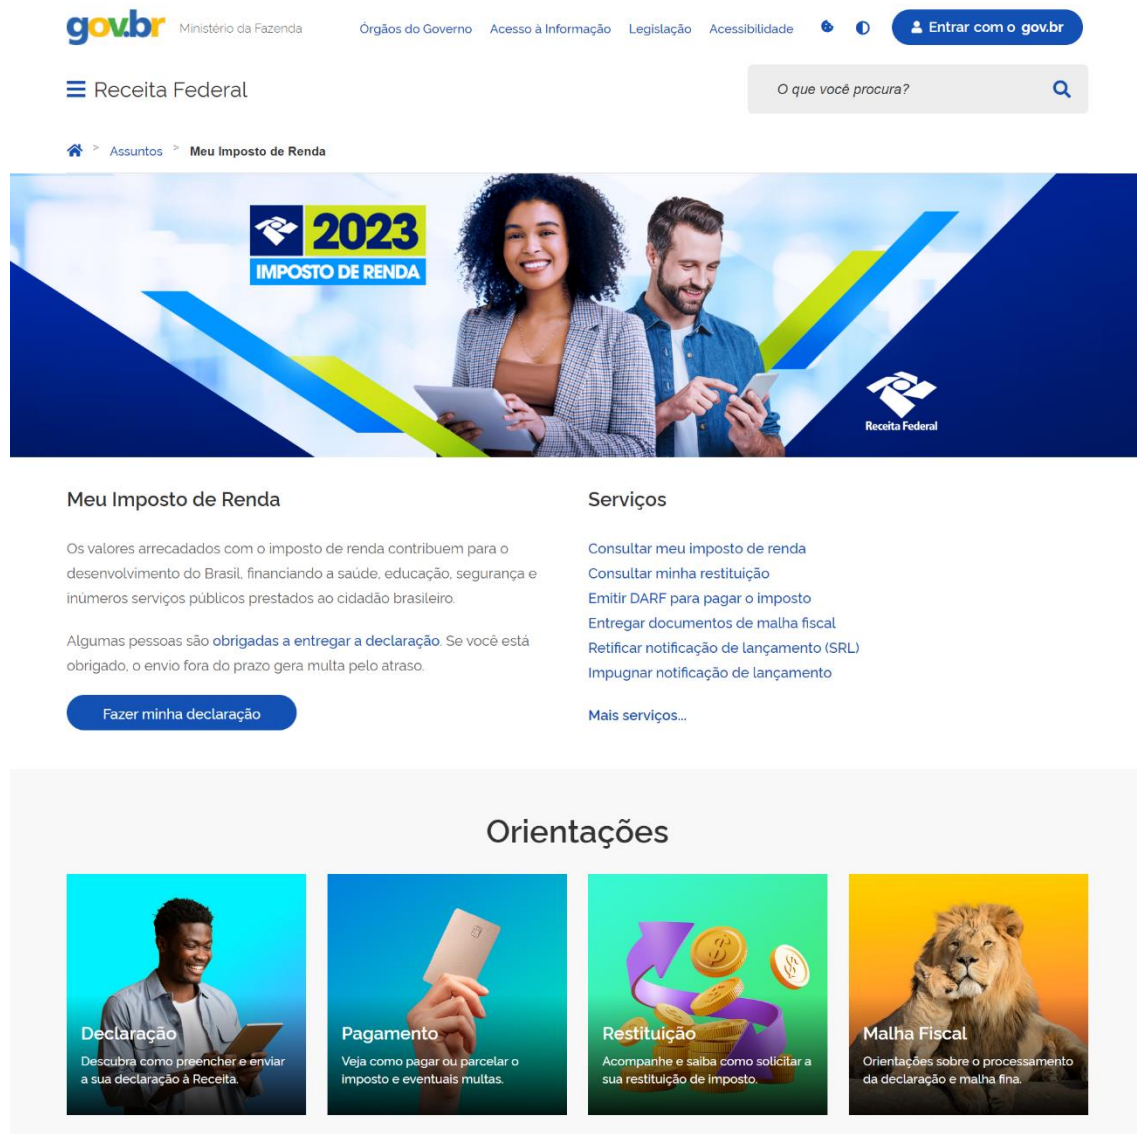 gov.br Ministério da Fazenda Órgãos do Governo Acesso à Informação Legislação Acessibilidade Entrar com o gov.br
Receita Federal
O que você procura?
> Assuntos > Meu Imposto de Renda
2023
IMPOSTO DE RENDA
Receita Federal
Meu Imposto de Renda
Os valores arrecadados com o imposto de renda contribuem para o
desenvolvimento do Brasil, financiando a saúde, educação, segurança e
inúmeros serviços públicos prestados ao cidadão brasileiro.
Algumas pessoas são obrigadas a entregar a declaração. Se você está
obrigado, o envio fora do prazo gera multa pelo atraso.
Fazer minha declaração
Serviços
Consultar meu imposto de renda
Consultar minha restituição
Emitir DARF para pagar o imposto
Entregar documentos de malha fiscal
Retificar notificação de lançamento (SRL)
Impugnar notificação de lançamento
Mais serviços...
Orientações
Declaração
Descubra como preencher e enviar
a sua declaração à Receita.
Pagamento
Veja como pagar ou parcelar o
imposto e eventuais multas.
Restituição
Acompanhe e saiba como solicitar a
sua restituição de imposto.
Malha Fiscal
Orientações sobre o processamento
da declaração e malha fina.